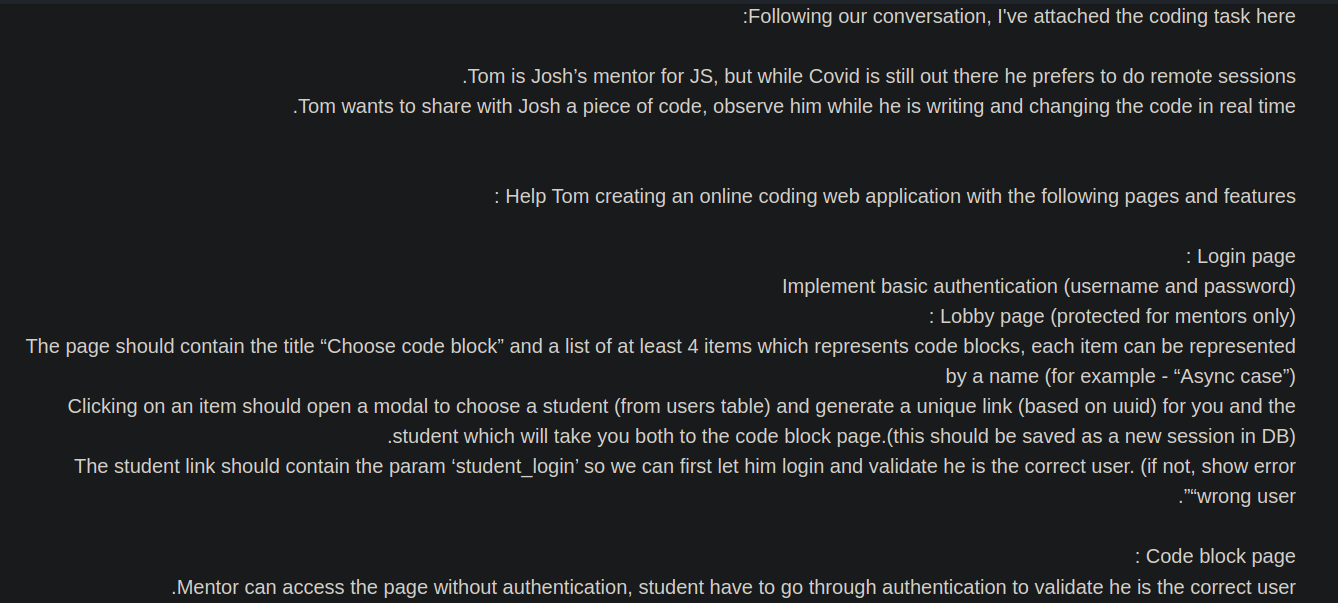 :Following our conversation, I've attached the coding task here
.Tom is Josh’s mentor for JS, but while Covid is still out there he prefers to do remote sessions
.Tom wants to share with Josh a piece of code, observe him while he is writing and changing the code in real time
: Help Tom creating an online coding web application with the following pages and features
: Login page
Implement basic authentication (username and password)
: Lobby page (protected for mentors only)
The page should contain the title “Choose code block” and a list of at least 4 items which represents code blocks, each item can be represented
by a name (for example - “Async case”)
Clicking on an item should open a modal to choose a student (from users table) and generate a unique link (based on uuid) for you and the
.student which will take you both to the code block page.(this should be saved as a new session in DB)
The student link should contain the param ‘student_login’ so we can first let him login and validate he is the correct user. (if not, show error
.”“wrong user
: Code block page
.Mentor can access the page without authentication, student have to go through authentication to validate he is the correct user